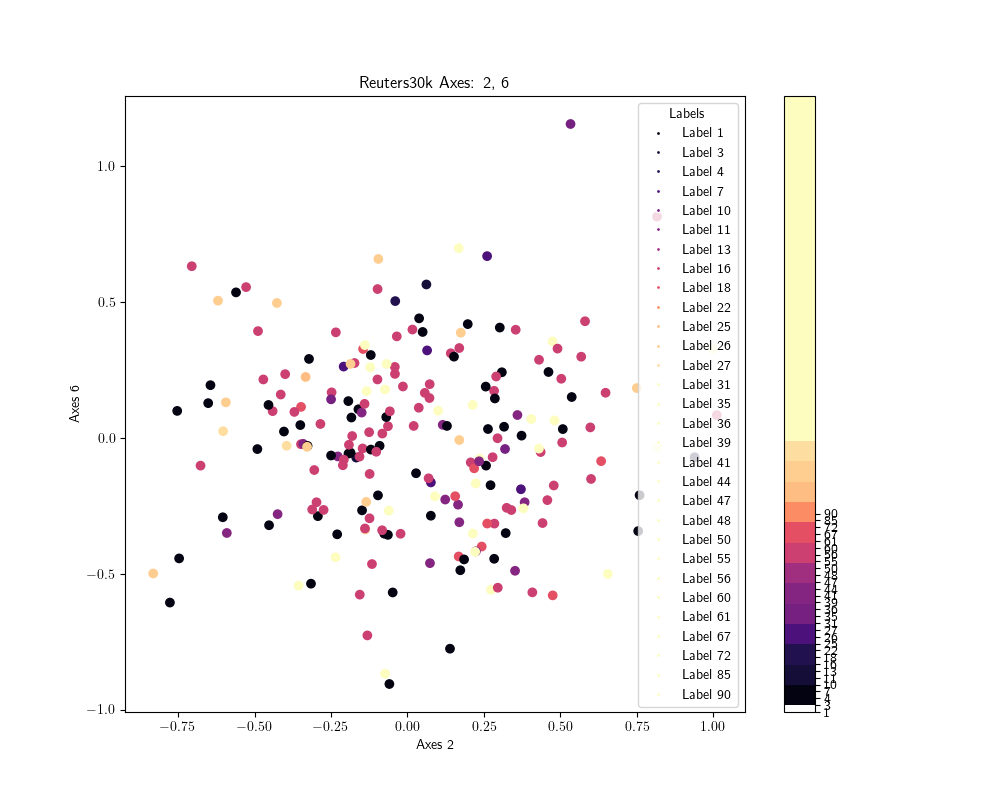 Reuters30k Axes: 2, 6
Labels
Label 1
Label 3
Label 4
Label 7
Label 10
Label 11
Label 13
Label 16
Label 18
Label 22
Label 25
Label 26
Label 27
Label 31
Label 35
Label 36
Label 39
Label 41
Label 44
Label 47
Label 48
Label 50
Label 55
Label 56
Label 60
Label 61
Label 67
Label 72
Label 85
Label 90
1.0
0.5
0.0
−0.5
−1.0
Axes 6
−0.75
−0.50
−0.25
0.00
0.25
0.50
0.75
1.00
Axes 2
90
85
72
67
61
60
56
55
50
48
47
44
41
39
36
35
31
27
26
25
22
18
16
13
11
10
7
4
3
1